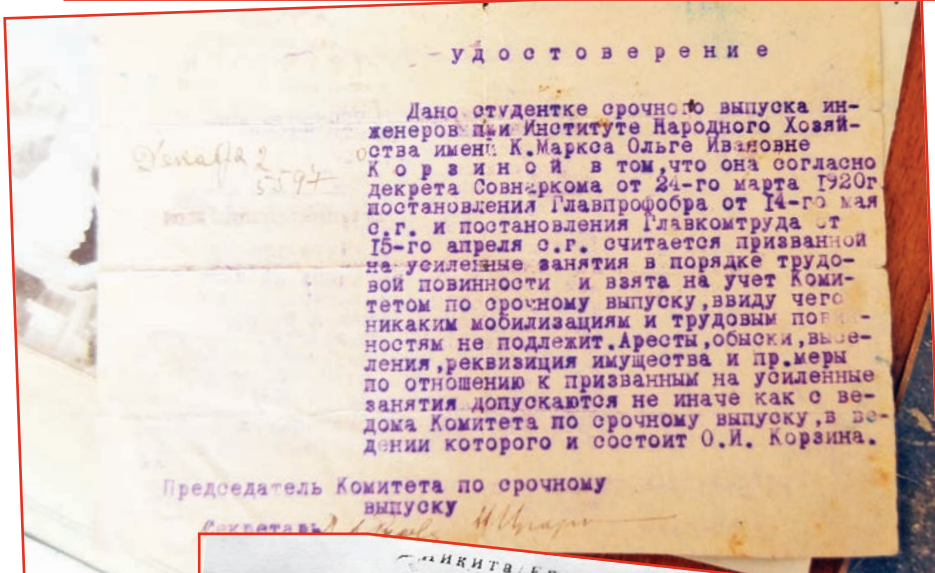 удостоверение
Дано студентке срочного выпуска ин-
женеров при Институте Народного Хозяй-
ства имени К.Маркса Ольге Ивановне
Корзиной в том,что она согласно
декрета Совнаркома от 24-го марта 1920г
постановления Главпрофобра от 14-го мая
с.г. и постановления Главкомтруда от
15-го апреля с.г. считается призванной
на усиленные занятия в порядке трудо-
вой повинности и взята на учет Коми-
тетом по срочному выпуску,ввиду чего
никаким мобилизациям и трудовым повин-
ностям не подлежит.Аресты,обыски,высе-
ления,реквизиция имущества и пр.меры
по отношению к призванным на усиленные
занятия допускаются не иначе как с ве-
дома Комитета по срочному выпуску,в ве-
дении которого и состоит О.И. Корзина.
Декабря 2
5597
Председатель Комитета по срочному
выпуску
Секретарь
Никита